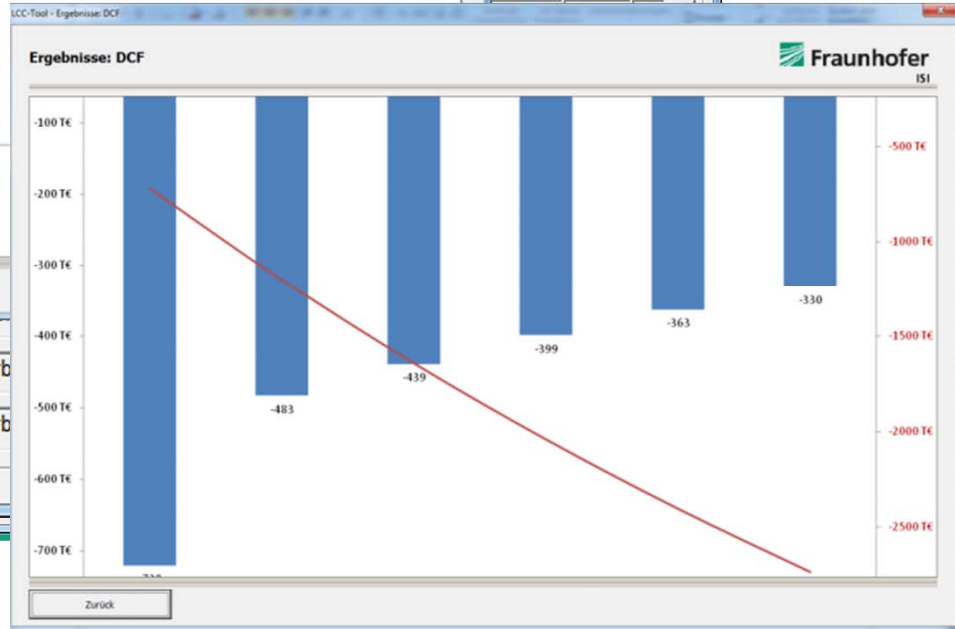 LCC-Tool - Ergebnisse: DCF
Ergebnisse: DCF
Fraunhofer
ISI
-100 T€
-200 T€
-300 T€
-400 T€
-500 T€
-600 T€
-700 T€
-483
-439
-399
-363
-330
-500 T€
-1000 T€
-1500 T€
-2000 T€
-2500 T€
Zurück